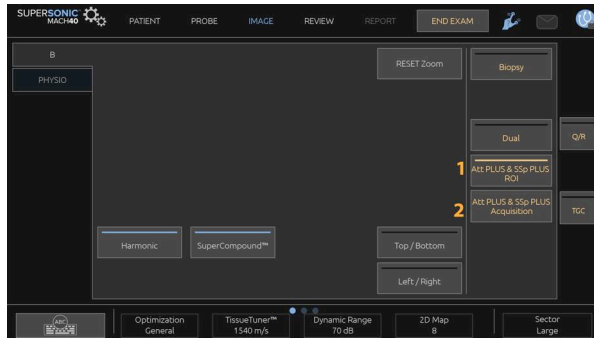 SUPERSONIC
MACH40
PATIENT
PROBE
IMAGE
REVIEW
REPORT
END EXAM
B
PHYSIO
RESET Zoom
Biopsy
Dual
Q/R
1
Att PLUS & SSp PLUS
ROI
2
Att PLUS & SSp PLUS
Acquisition
TGC
Harmonic
SuperCompound™
Top / Bottom
Left / Right
ABC
Optimization
General
TissueTuner™
1540 m/s
Dynamic Range
70 dB
2D Map
8
Sector
Large